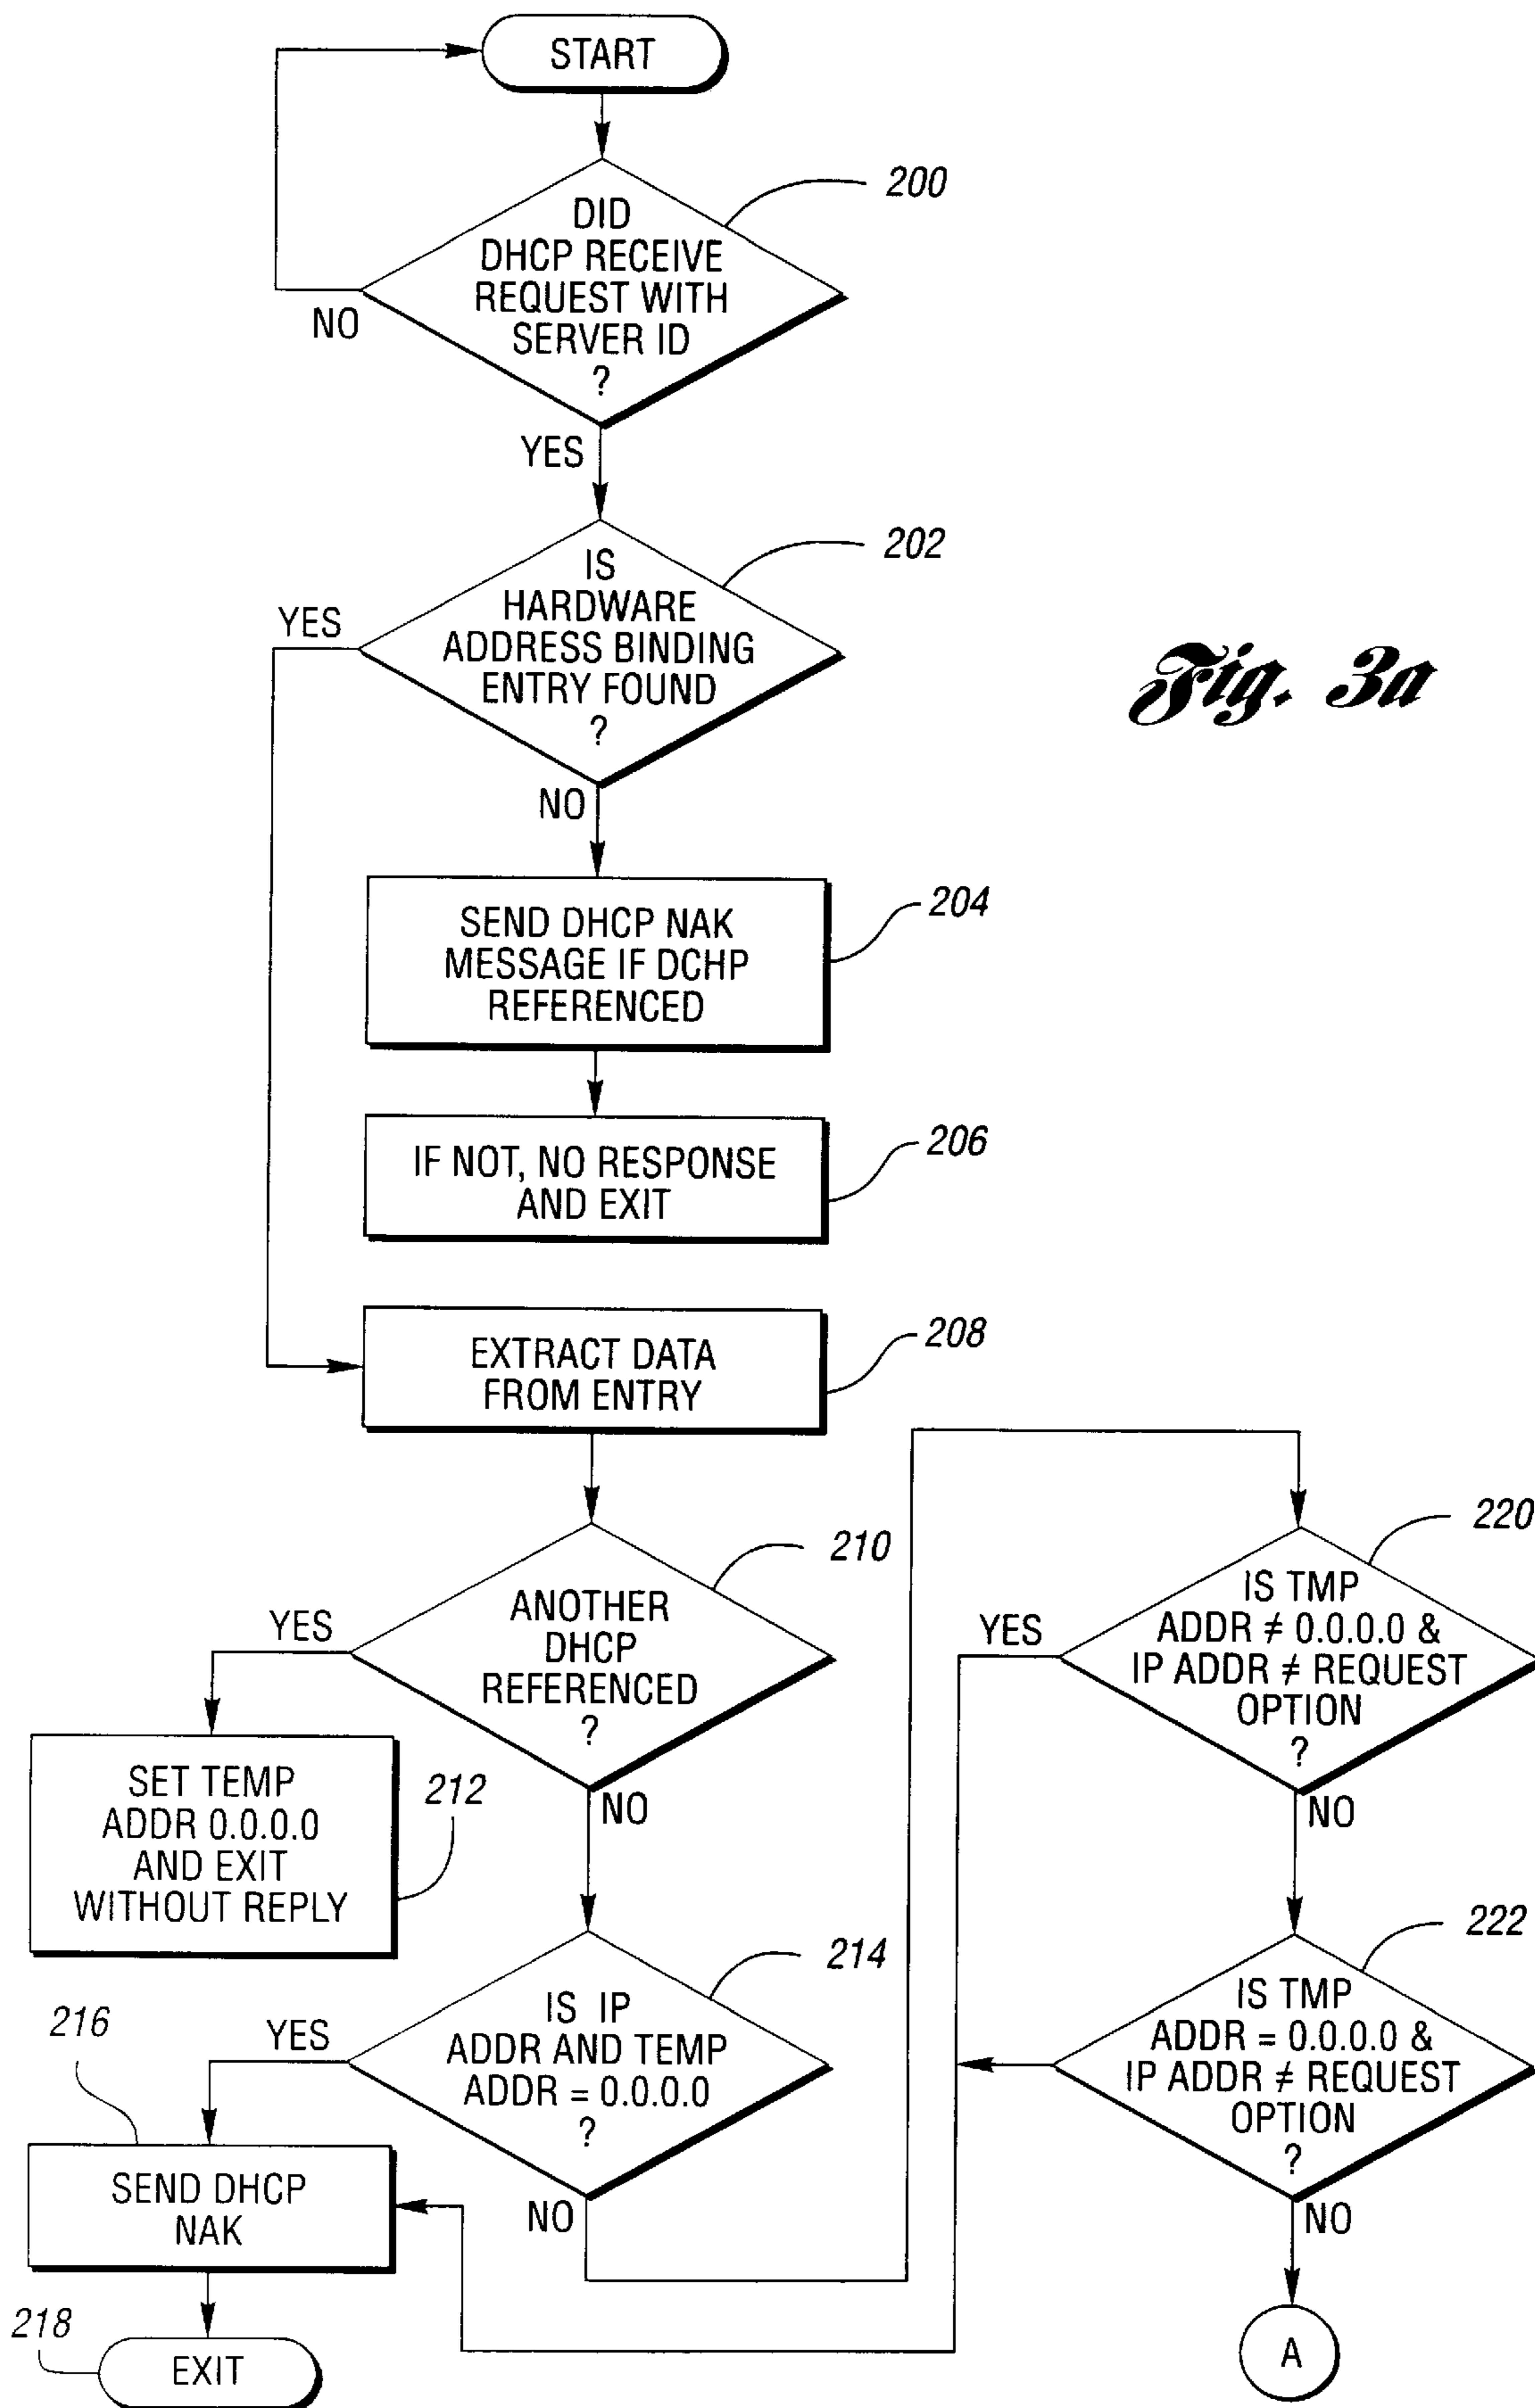 START
200
DID
DHCP RECEIVE
REQUEST WITH
SERVER ID
?
NO
YES
202
IS
HARDWARE
ADDRESS BINDING
ENTRY FOUND
?
YES
Fig. 3a
NO
204
SEND DHCP NAK
MESSAGE IF DCHP
REFERENCED
206
IF NOT, NO RESPONSE
AND EXIT
208
EXTRACT DATA
FROM ENTRY
210
ANOTHER
DHCP
REFERENCED
?
YES
NO
SET TEMP
ADDR 0.0.0.0
AND EXIT
WITHOUT REPLY
212
214
IS IP
ADDR AND TEMP
ADDR = 0.0.0.0
?
YES
NO
216
SEND DHCP
NAK
218
EXIT
220
IS TMP
ADDR ≠ 0.0.0.0 &
IP ADDR ≠ REQUEST
OPTION
?
YES
NO
222
IS TMP
ADDR = 0.0.0.0 &
IP ADDR ≠ REQUEST
OPTION
?
NO
A